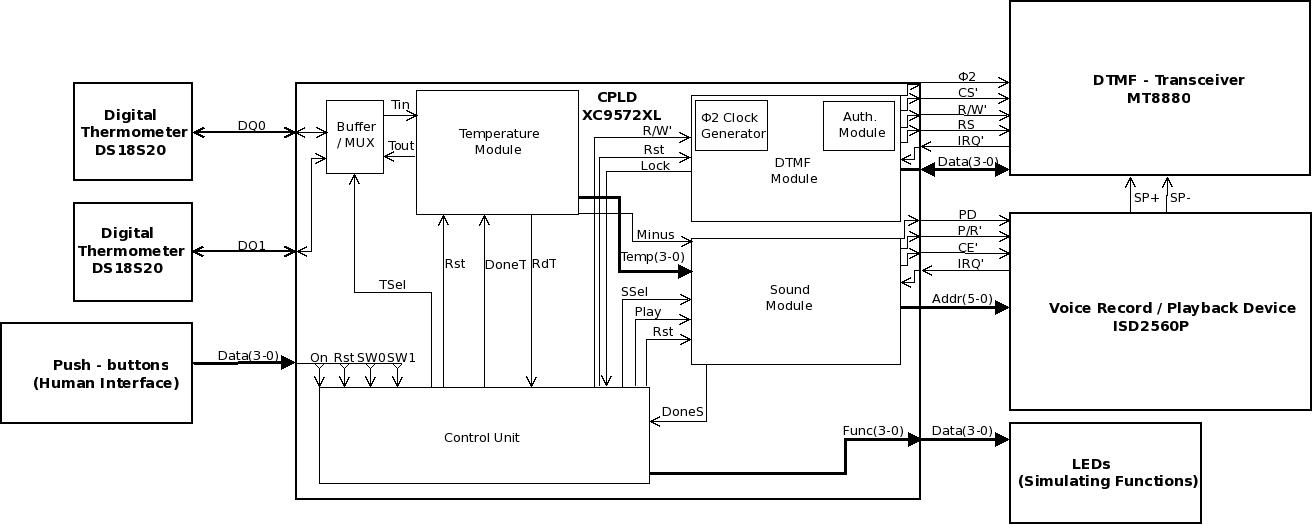 Digital
Thermometer
DS18S20
DQ0
Digital
Thermometer
DS18S20
DQ1
Push - buttons
(Human Interface)
Data(3-0)
CPLD
XC9572XL
Buffer
/ MUX
Tin
Tout
Temperature
Module
TSel
Rst
DoneT
RdT
On Rst SW0 SW1
Control Unit
R/W'
Rst
Lock
Φ2 Clock
Generator
Auth.
Module
DTMF
Module
Minus
Temp(3-0)
SSel
Play
Rst
Sound
Module
DoneS
Func(3-0)
Φ2
CS'
R/W'
RS
IRQ'
Data(3-0)
DTMF - Transceiver
MT8880
SP+
SP-
PD
P/R'
CE'
IRQ'
Addr(5-0)
Voice Record / Playback Device
ISD2560P
Data(3-0)
LEDs
(Simulating Functions)